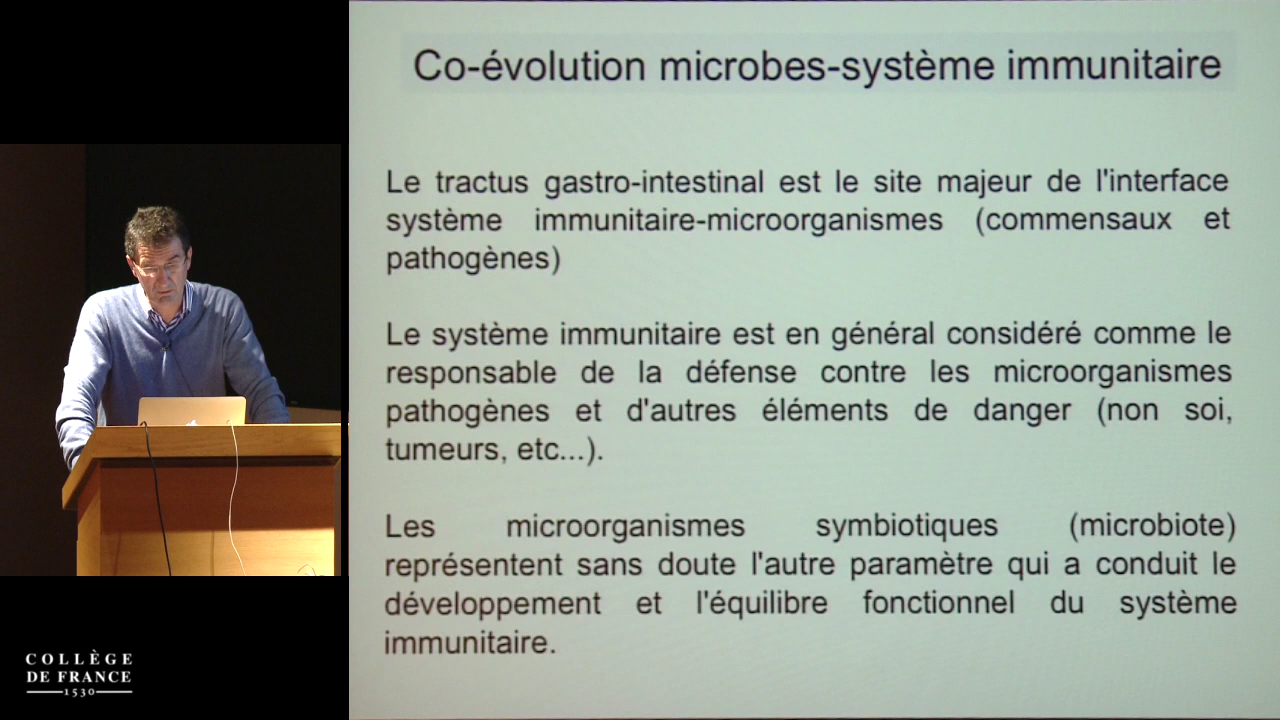 Co-évolution microbes-système immunitaire
Le tractus gastro-intestinal est le site majeur de l'interface
système immunitaire-microorganismes (commensaux et
pathogènes)
Le système immunitaire est en général considéré comme le
responsable de la défense contre les microorganismes
pathogènes et d'autres éléments de danger (non soi,
tumeurs, etc...).
Les microorganismes symbiotiques (microbiote)
représentent sans doute l'autre paramètre qui a conduit le
développement et l'équilibre fonctionnel du système
immunitaire.
COLLÈGE
DE FRANCE
1530